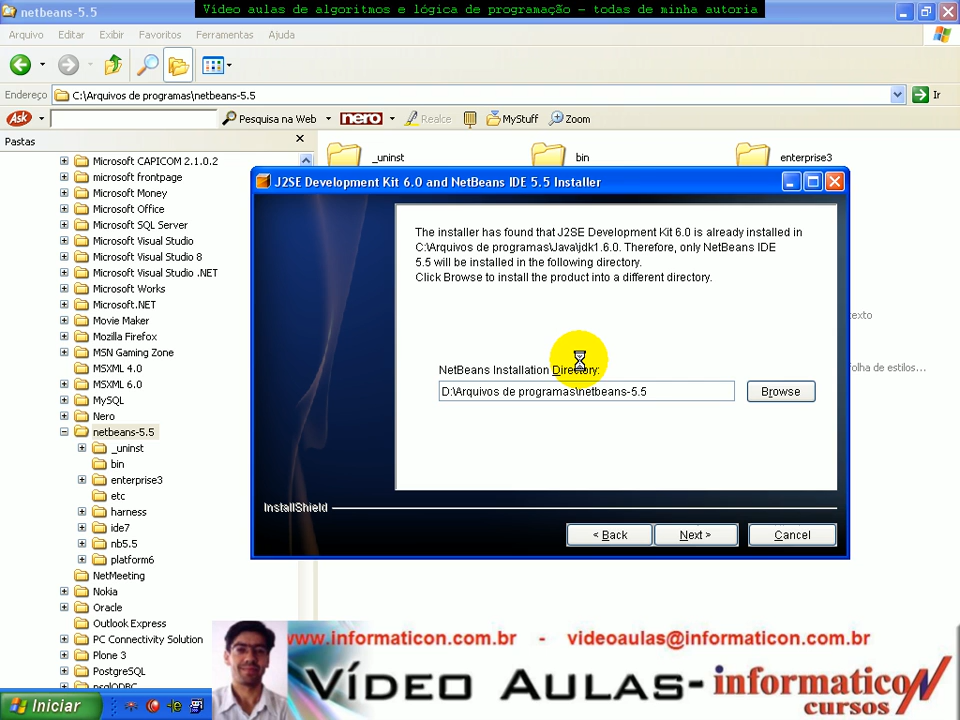 netbeans-5.5
Vídeo aulas de algoritmos e lógica de programação - todas de minha autoria
Arquivo Editar Exibir Favoritos Ferramentas Ajuda
Endereço C:\Arquivos de programas\netbeans-5.5 Ir
Ask Pesquisa na Web nero Realce MyStuff Zoom
Pastas
_uninst bin enterprise3
Microsoft CAPICOM 2.1.0.2
microsoft frontpage
Microsoft Money
Microsoft Office
Microsoft SQL Server
Microsoft Visual Studio
Microsoft Visual Studio 8
Microsoft Visual Studio .NET
Microsoft Works
Microsoft.NET
Movie Maker
Mozilla Firefox
MSN Gaming Zone
MSXML 4.0
MSXML 6.0
MySQL
Nero
netbeans-5.5
_uninst
bin
enterprise3
etc
harness
ide7
nb5.5
platform6
NetMeeting
Nokia
Oracle
Outlook Express
PC Connectivity Solution
Plone 3
PostgreSQL
psqlODBC
J2SE Development Kit 6.0 and NetBeans IDE 5.5 Installer
The installer has found that J2SE Development Kit 6.0 is already installed in
C:\Arquivos de programas\Java\jdk1.6.0. Therefore, only NetBeans IDE
5.5 will be installed in the following directory.
Click Browse to install the product into a different directory.
NetBeans Installation Directory:
D:\Arquivos de programas\netbeans-5.5 Browse
InstallShield
< Back Next > Cancel
exto
olha de estilos...
www.informaticon.com.br - videoaulas@informaticon.com.br
Vídeo Aulas- informaticon
cursos
Iniciar